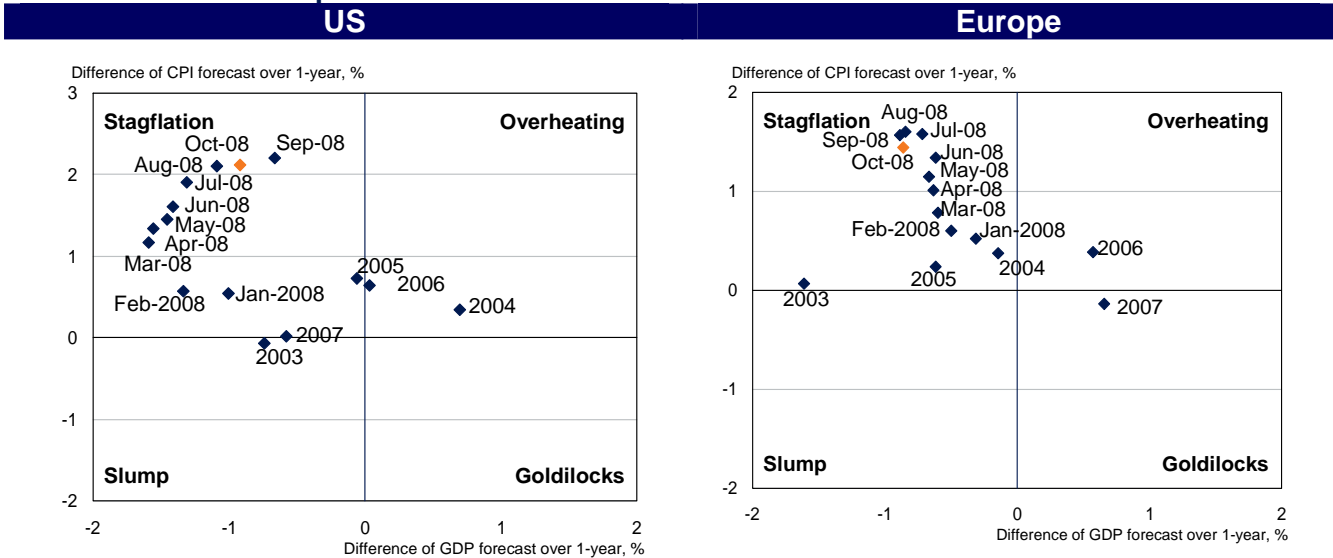 US
Difference of CPI forecast over 1-year, %
3
2
1
0
-1
-2
-2
-1
0
1
2
Stagflation
Overheating
Oct-08
Sep-08
Aug-08
Jul-08
Jun-08
May-08
Apr-08
Mar-08
Feb-2008
Jan-2008
2005
2006
2004
2007
2003
Slump
Goldilocks
Difference of GDP forecast over 1-year, %
Europe
Difference of CPI forecast over 1-year, %
2
1
0
-1
-2
-2
-1
0
1
2
Aug-08
Stagflation
Overheating
Sep-08
Jul-08
Oct-08
Jun-08
May-08
Apr-08
Mar-08
Feb-2008
Jan-2008
2006
2004
2005
2003
2007
Slump
Goldilocks
Difference of GDP forecast over 1-year, %